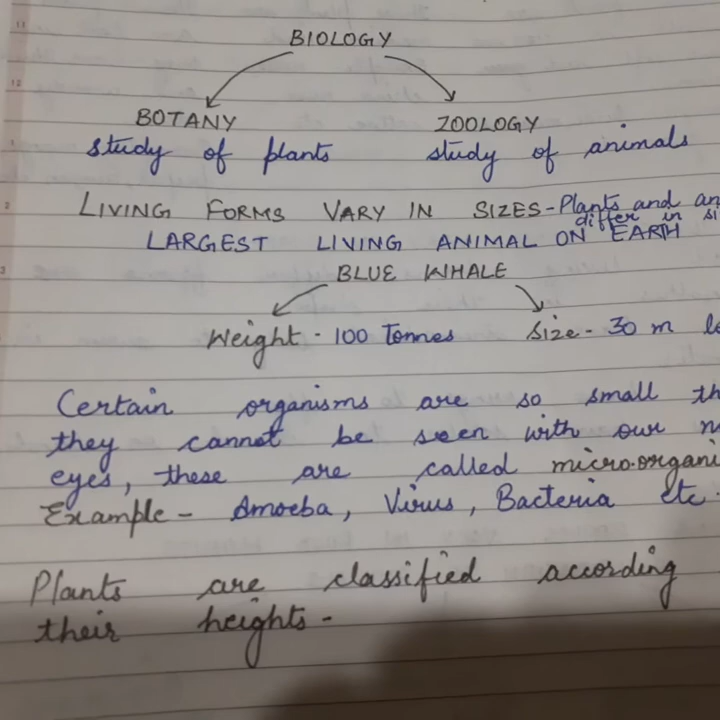 BIOLOGY
BOTANY ZOOLOGY
study of plants study of animals
LIVING FORMS VARY IN SIZES - Plants and an
differ in si
LARGEST LIVING ANIMAL ON EARTH
BLUE WHALE
Weight - 100 Tonnes Size - 30 m l
Certain organisms are so small th
they cannot be seen with our n
eyes, these are called micro-organi
Example - Amoeba, Virus, Bacteria etc.
Plants are classified according
their heights -